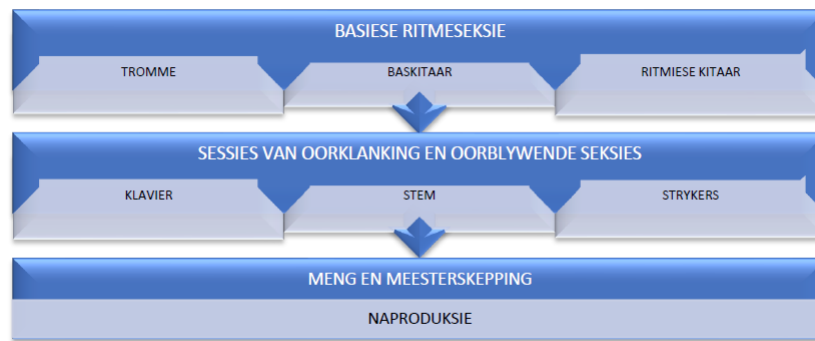 BASIESE RITMESEKSIE
TROMME
BASKITAAR
RITMIESE KITAAR
SESSIES VAN OORKLANKING EN OORBLYWENDE SEKSIES
KLAVIER
STEM
STRYKERS
MENG EN MEESTERSKEPPING
NAPRODUKSIE